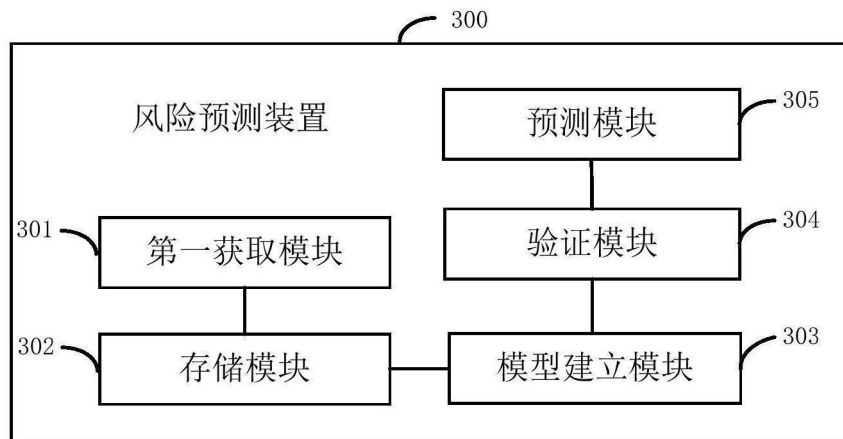 300
风险预测装置
预测模块
305
301
第一获取模块
验证模块
304
302
存储模块
模型建立模块
303